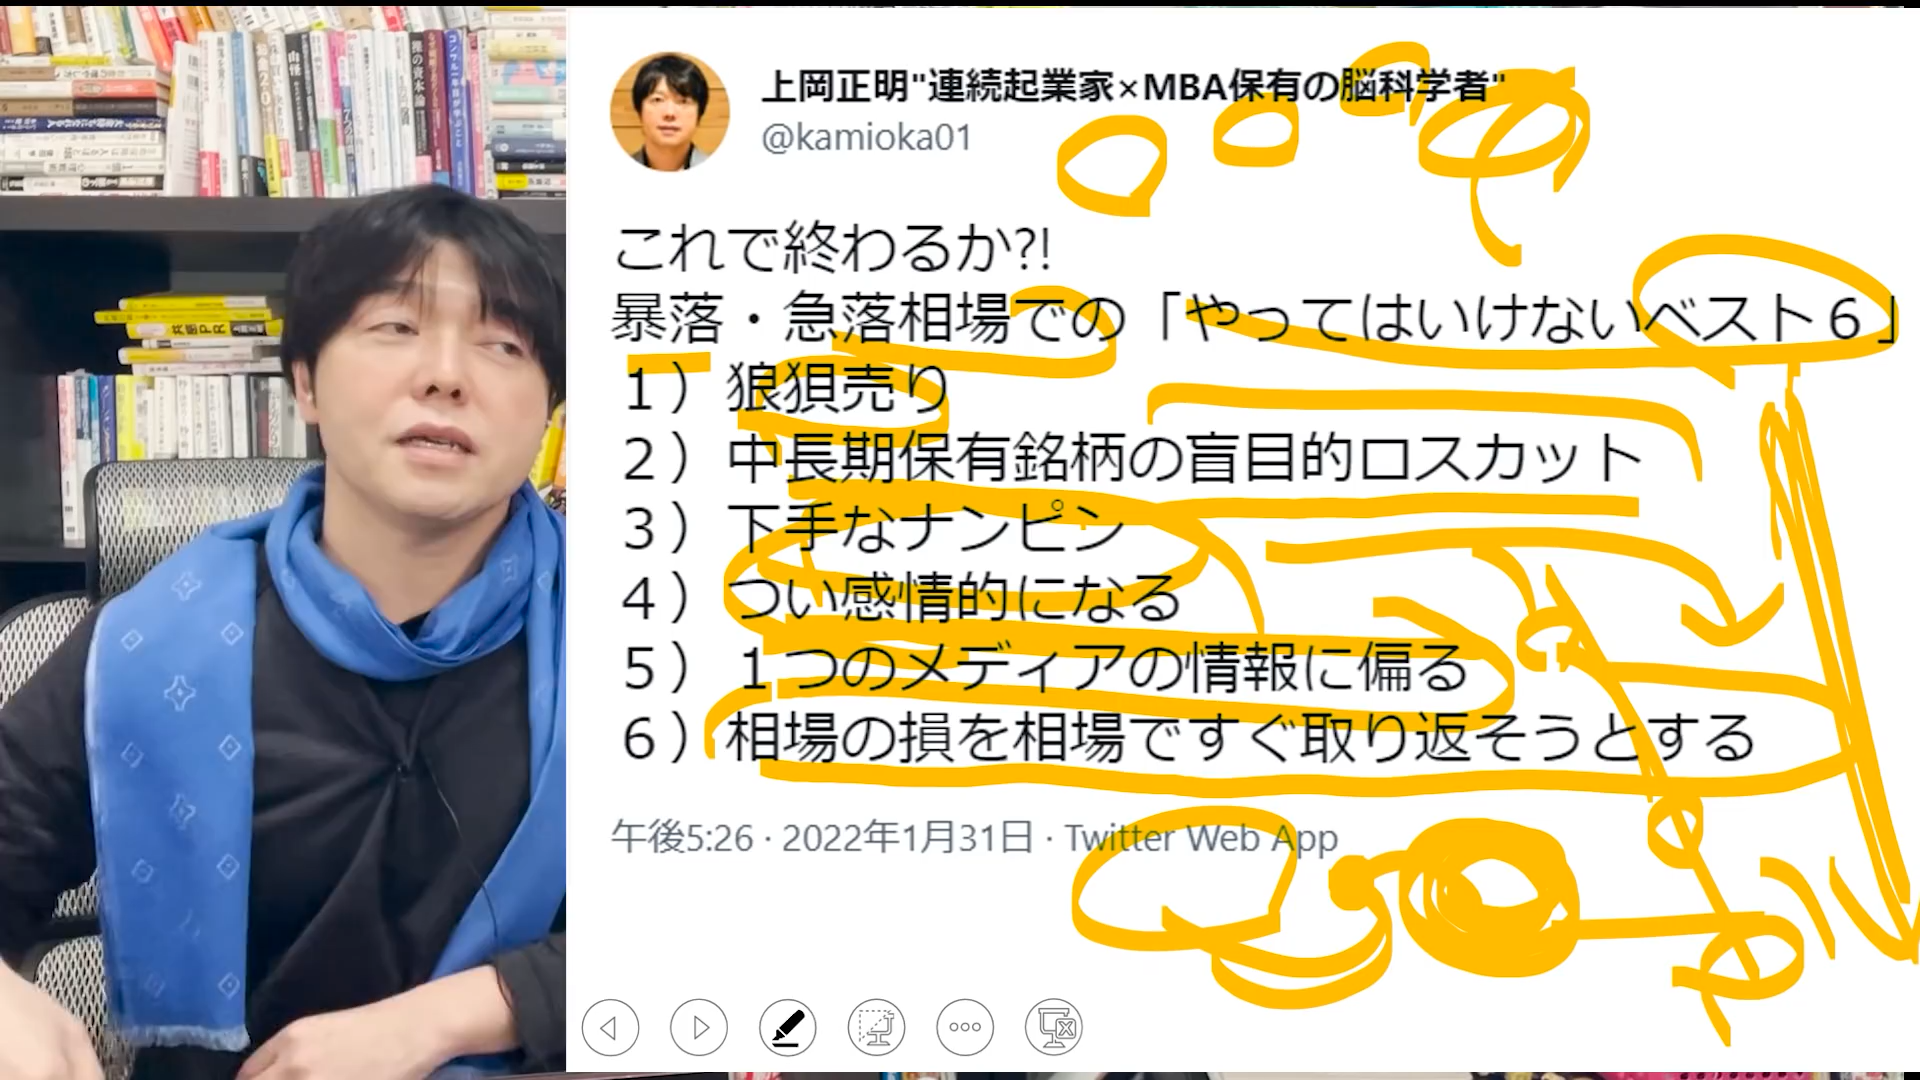 上岡正明"連続起業家×MBA保有の脳科学者"
@kamioka01
これで終わるか?!
暴落・急落相場での「やってはいけないベスト６」
１）狼狽売り
２）中長期保有銘柄の盲目的ロスカット
３）下手なナンピン
４）つい感情的になる
５）１つのメディアの情報に偏る
６）相場の損を相場ですぐ取り返そうとする
午後5:26 · 2022年1月31日 · Twitter Web App